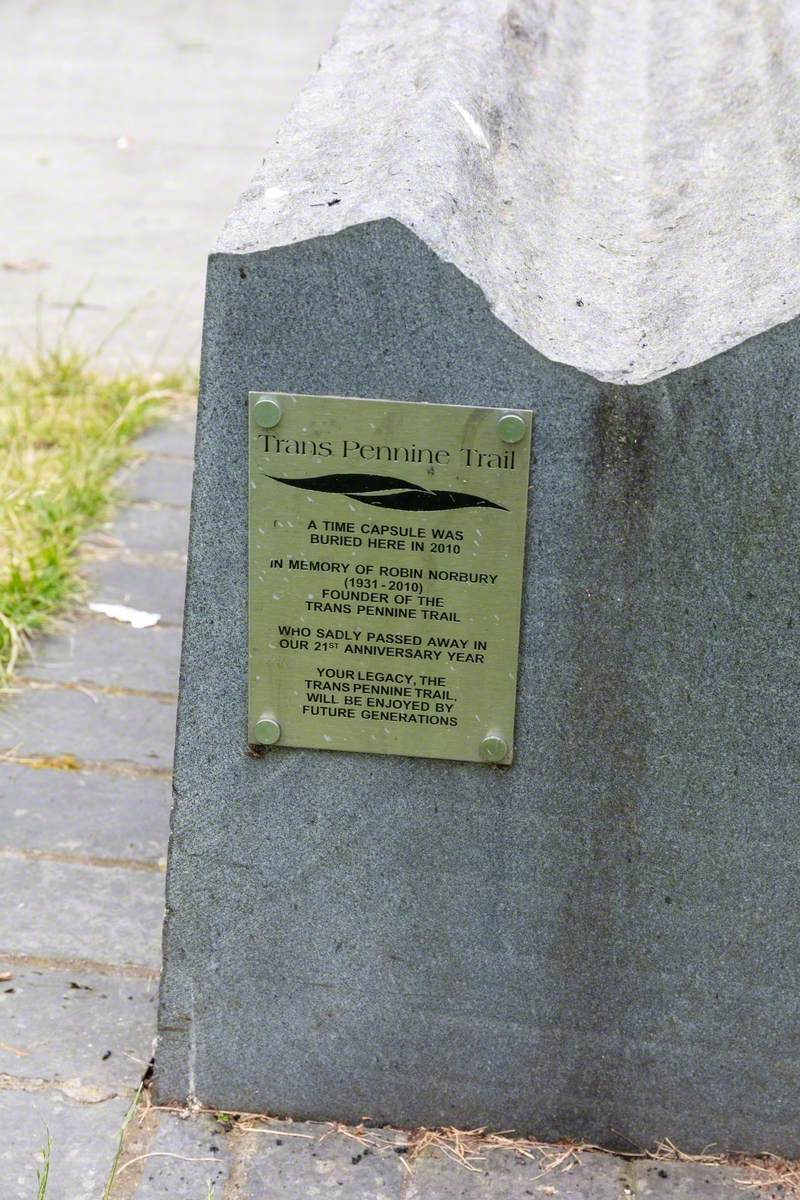 Trans Pennine Trail
A TIME CAPSULE WAS
BURIED HERE IN 2010
IN MEMORY OF ROBIN NORBURY
(1931 - 2010)
FOUNDER OF THE
TRANS PENNINE TRAIL
WHO SADLY PASSED AWAY IN
OUR 21ST ANNIVERSARY YEAR
YOUR LEGACY, THE
TRANS PENNINE TRAIL,
WILL BE ENJOYED BY
FUTURE GENERATIONS